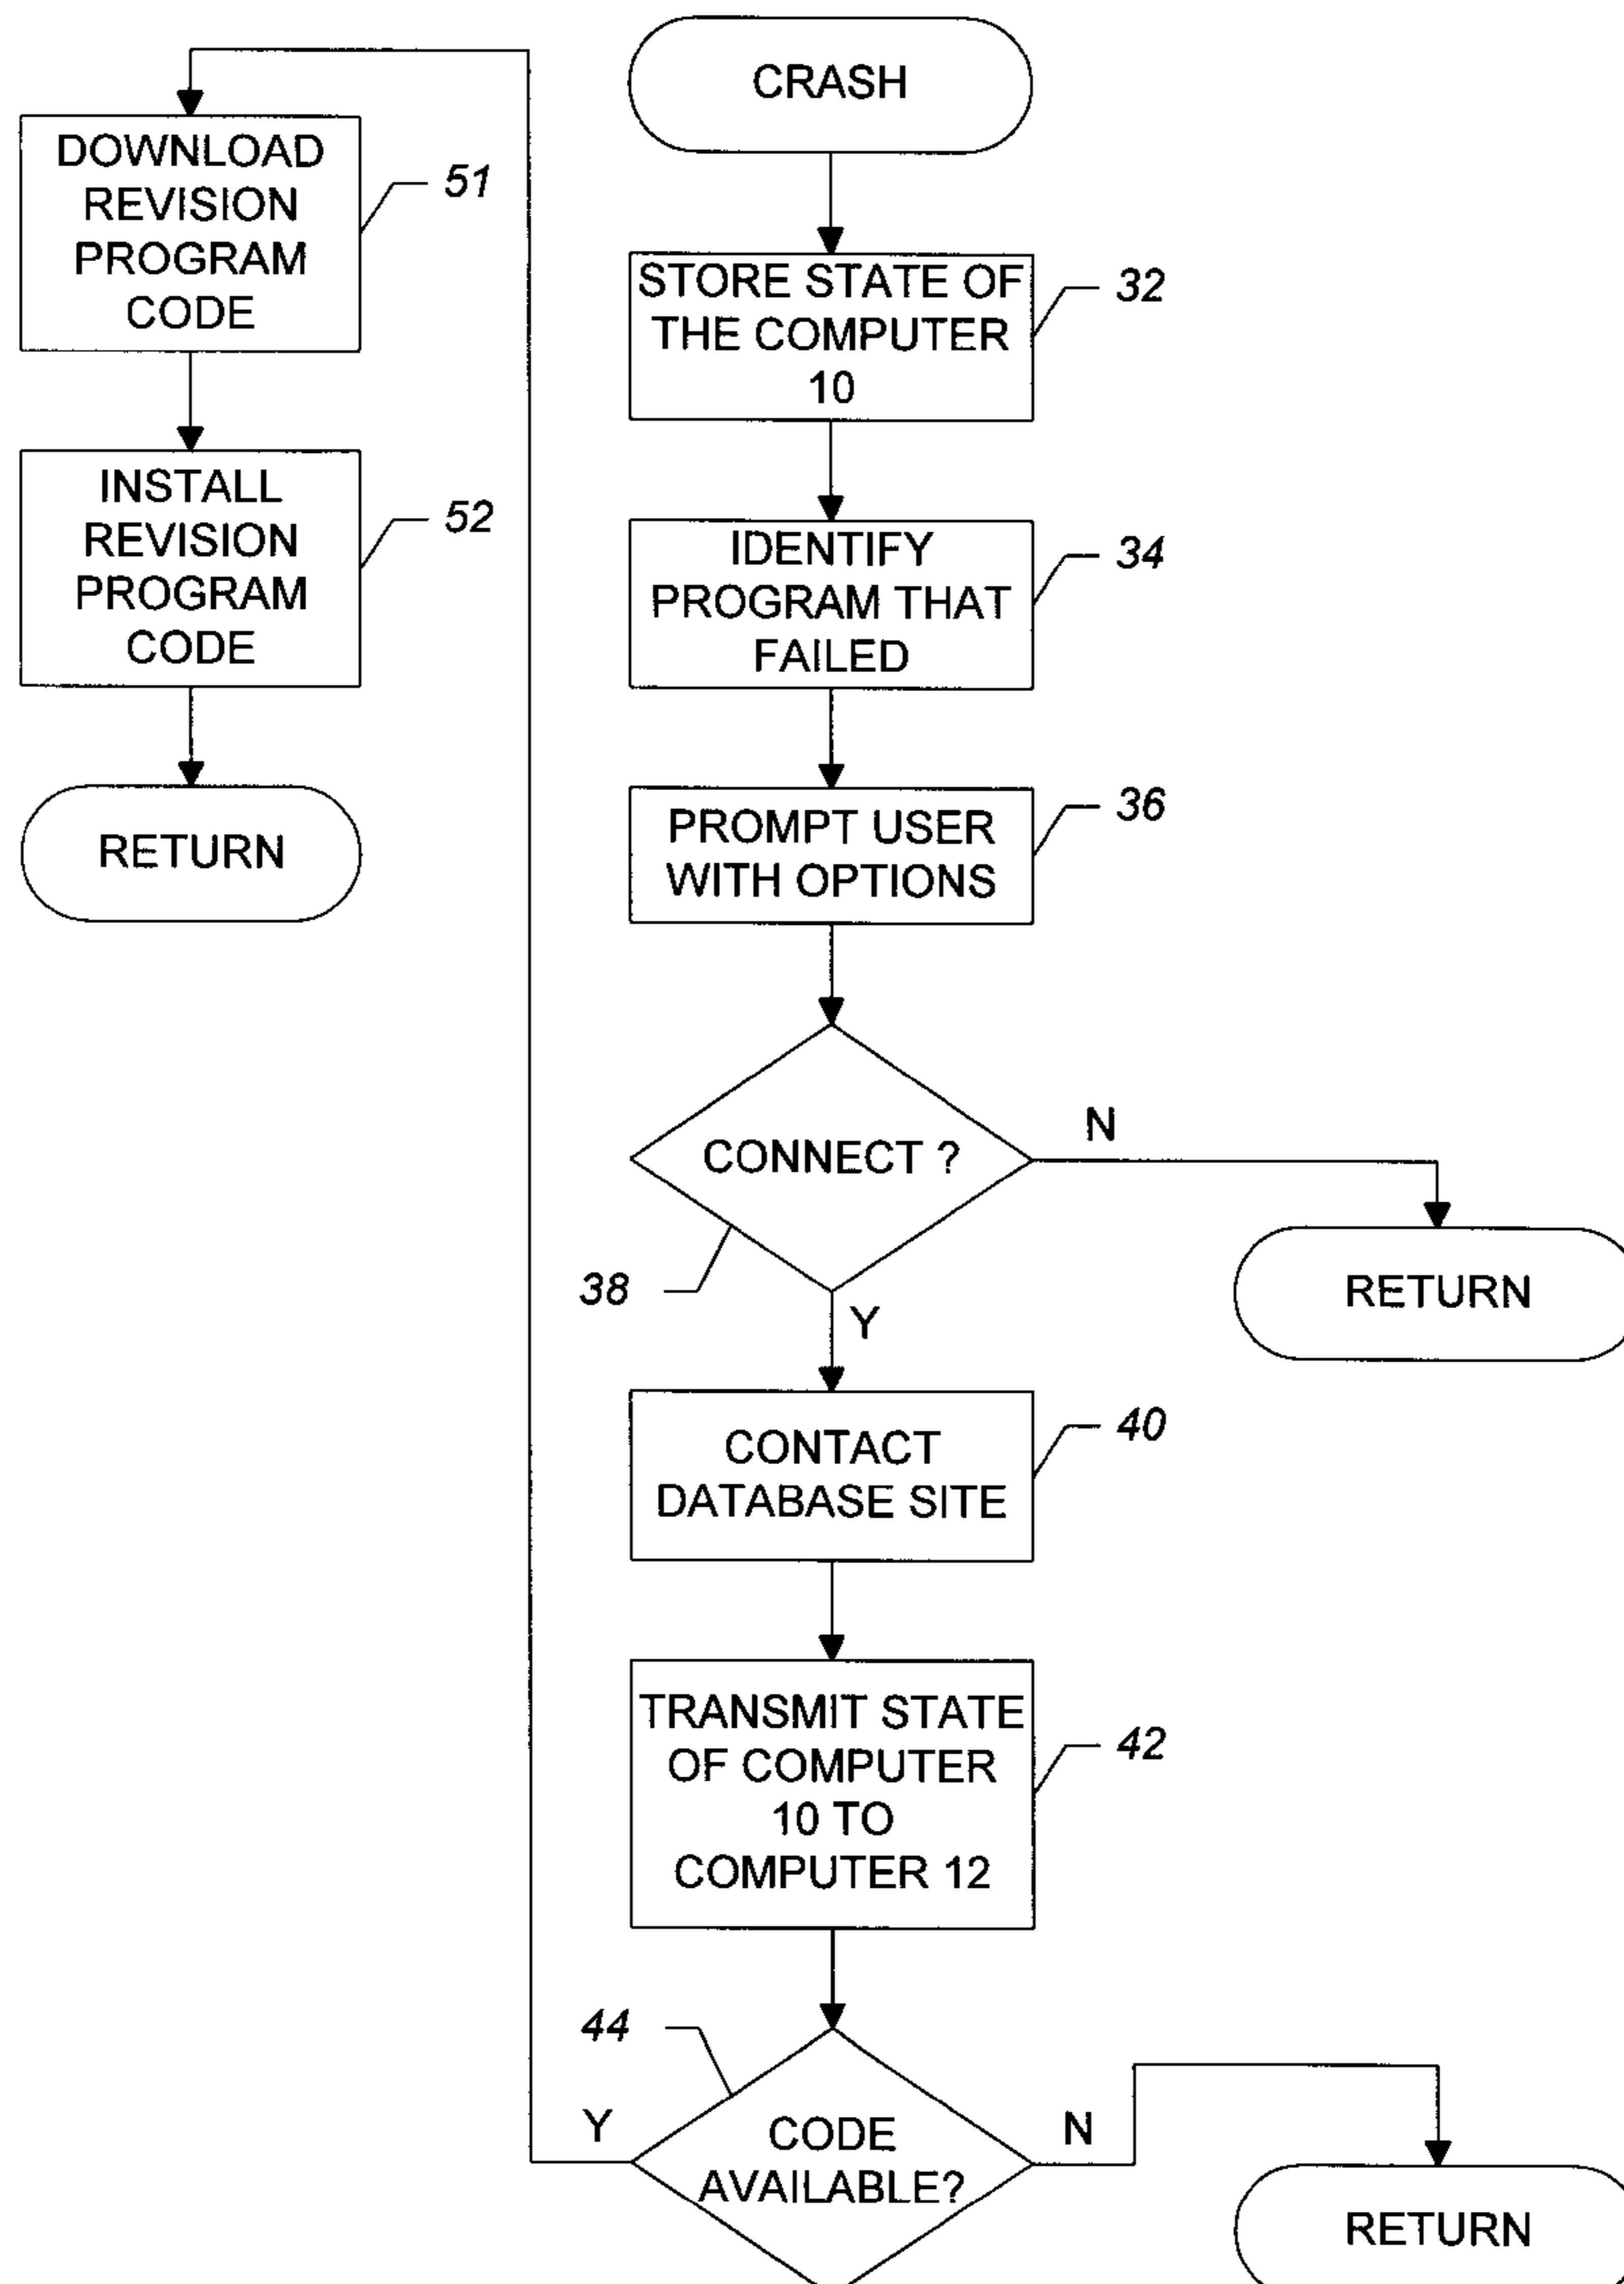 CRASH
STORE STATE OF
THE COMPUTER
10
32
IDENTIFY
PROGRAM THAT
FAILED
34
PROMPT USER
WITH OPTIONS
36
CONNECT ?
38
N
RETURN
Y
CONTACT
DATABASE SITE
40
TRANSMIT STATE
OF COMPUTER
10 TO
COMPUTER 12
42
CODE
AVAILABLE?
44
N
RETURN
Y
DOWNLOAD
REVISION
PROGRAM
CODE
51
INSTALL
REVISION
PROGRAM
CODE
52
RETURN